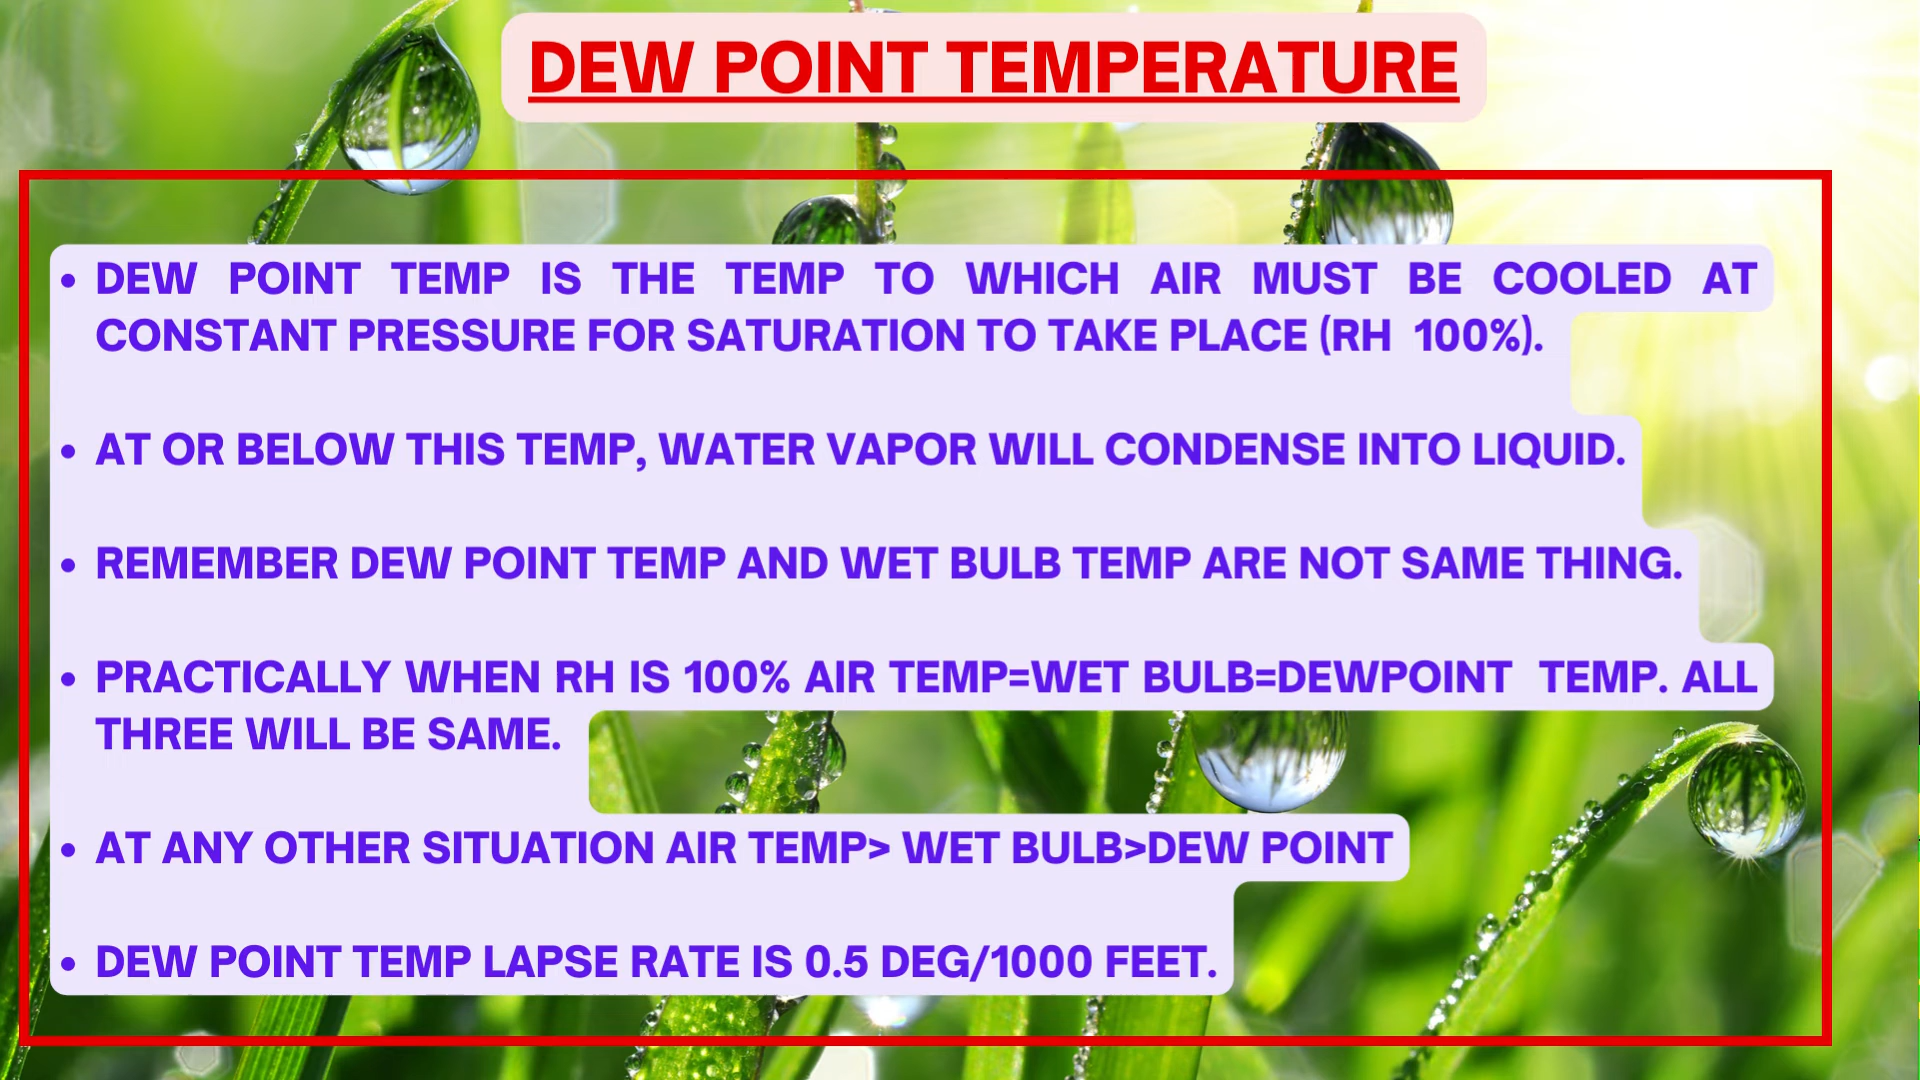 DEW POINT TEMPERATURE
• DEW POINT TEMP IS THE TEMP TO WHICH AIR MUST BE COOLED AT
CONSTANT PRESSURE FOR SATURATION TO TAKE PLACE (RH 100%).
• AT OR BELOW THIS TEMP, WATER VAPOR WILL CONDENSE INTO LIQUID.
• REMEMBER DEW POINT TEMP AND WET BULB TEMP ARE NOT SAME THING.
• PRACTICALLY WHEN RH IS 100% AIR TEMP=WET BULB=DEWPOINT TEMP. ALL
THREE WILL BE SAME.
• AT ANY OTHER SITUATION AIR TEMP> WET BULB>DEW POINT
• DEW POINT TEMP LAPSE RATE IS 0.5 DEG/1000 FEET.